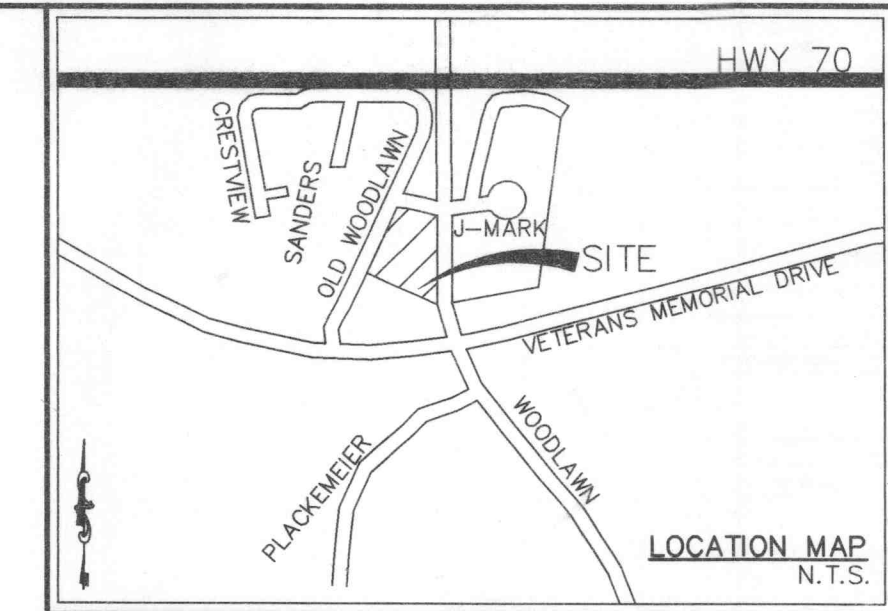 HWY 70
CRESTVIEW
SANDERS
OLD WOODLAWN
J-MARK
SITE
VETERANS MEMORIAL DRIVE
WOODLAWN
PLACKEMEIER
LOCATION MAP
N.T.S.